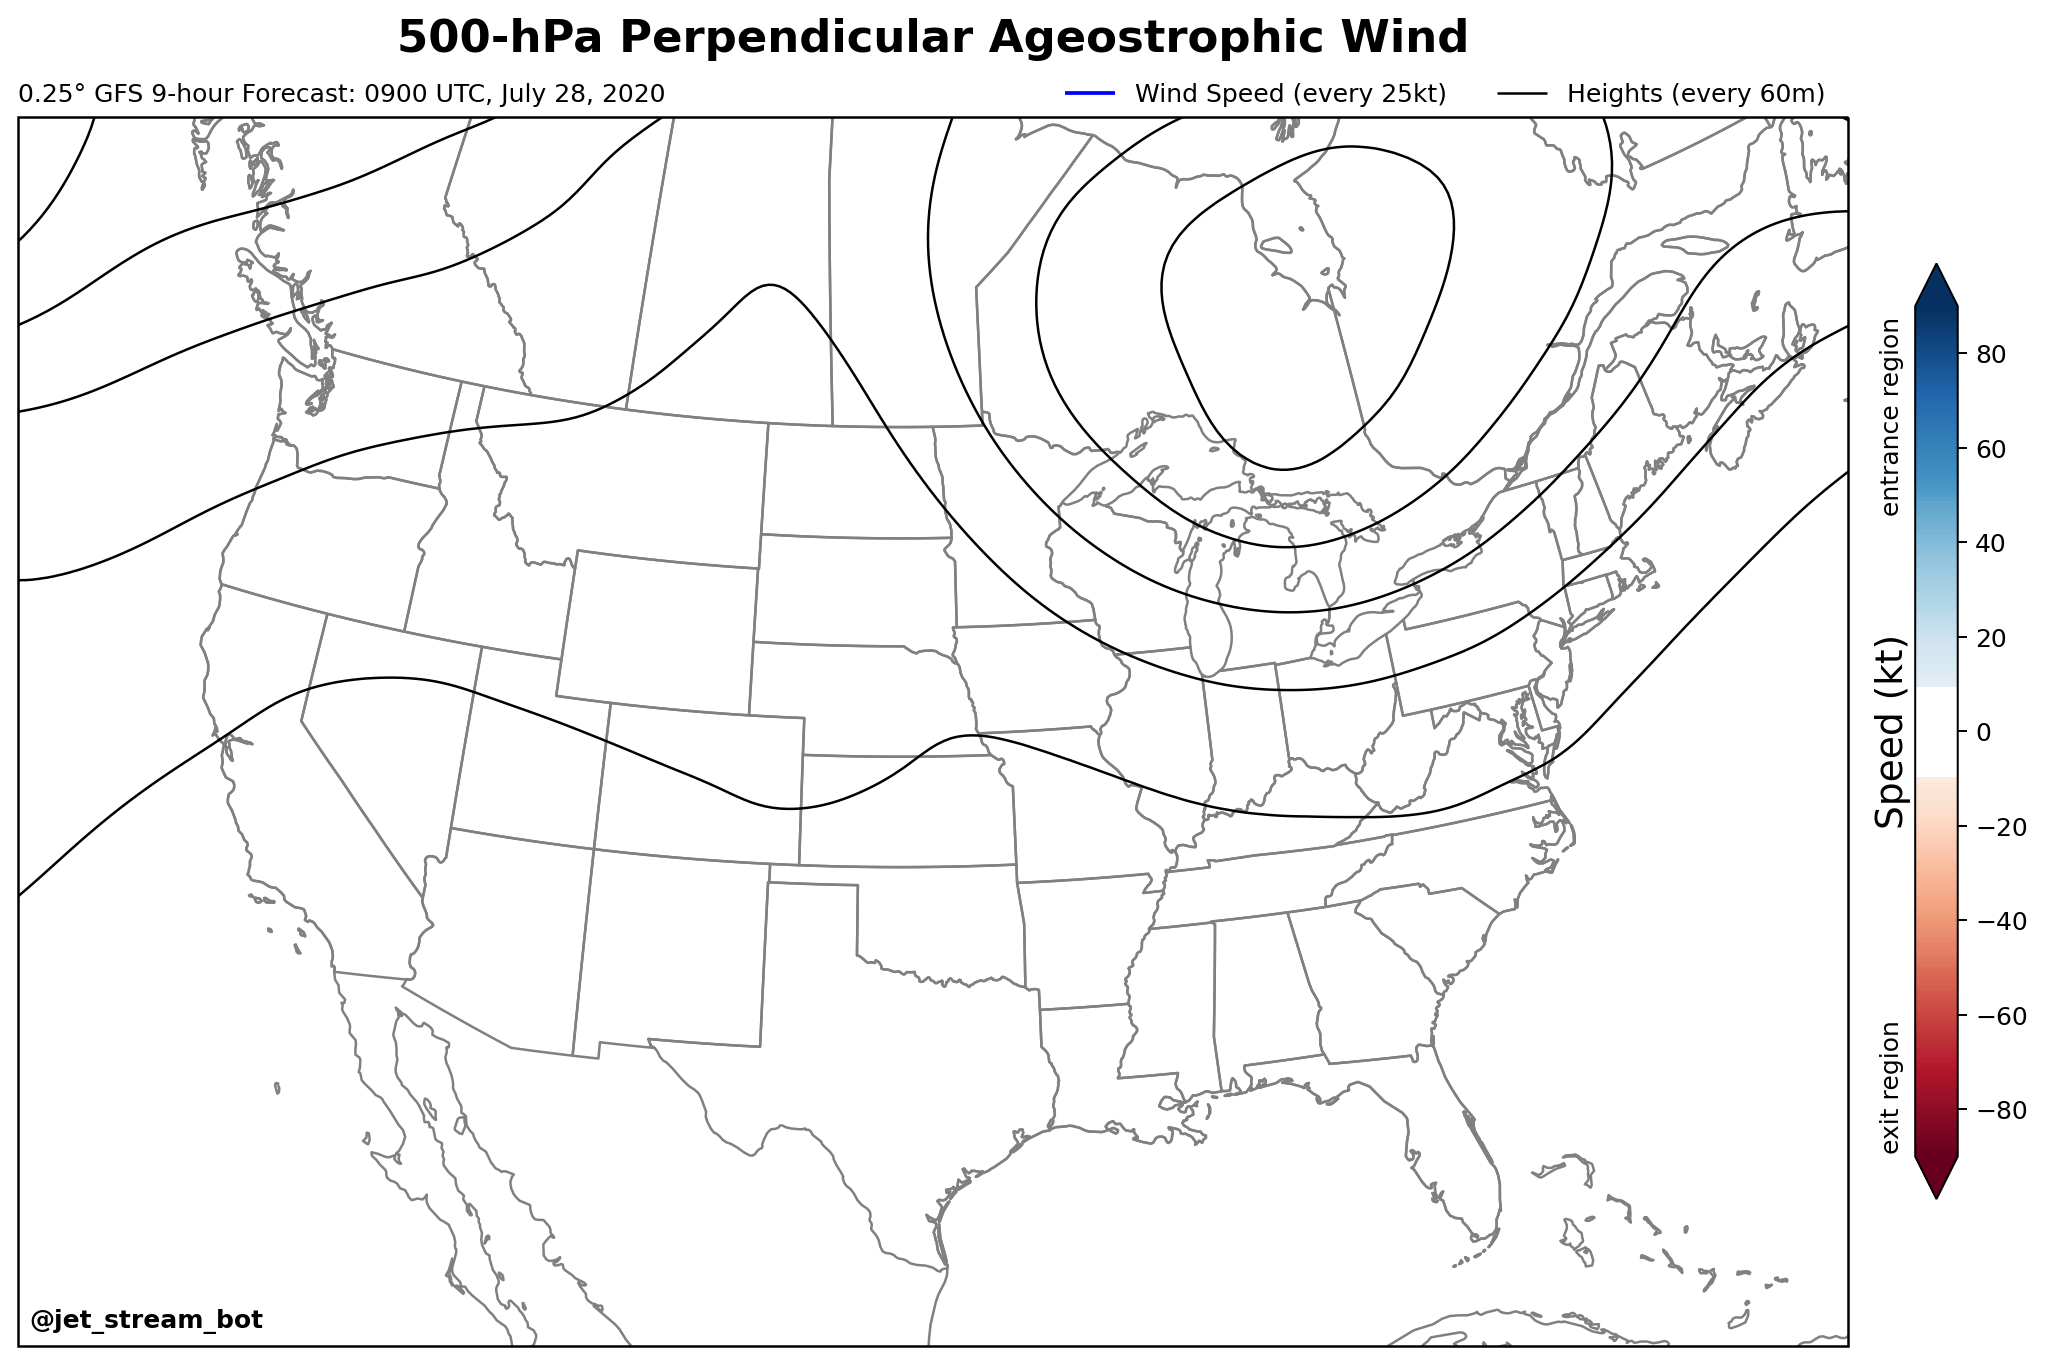 500-hPa Perpendicular Ageostrophic Wind
0.25° GFS 9-hour Forecast: 0900 UTC, July 28, 2020
Wind Speed (every 25kt)
Heights (every 60m)
entrance region
Speed (kt)
exit region
80
60
40
20
0
−20
−40
−60
−80
@jet_stream_bot